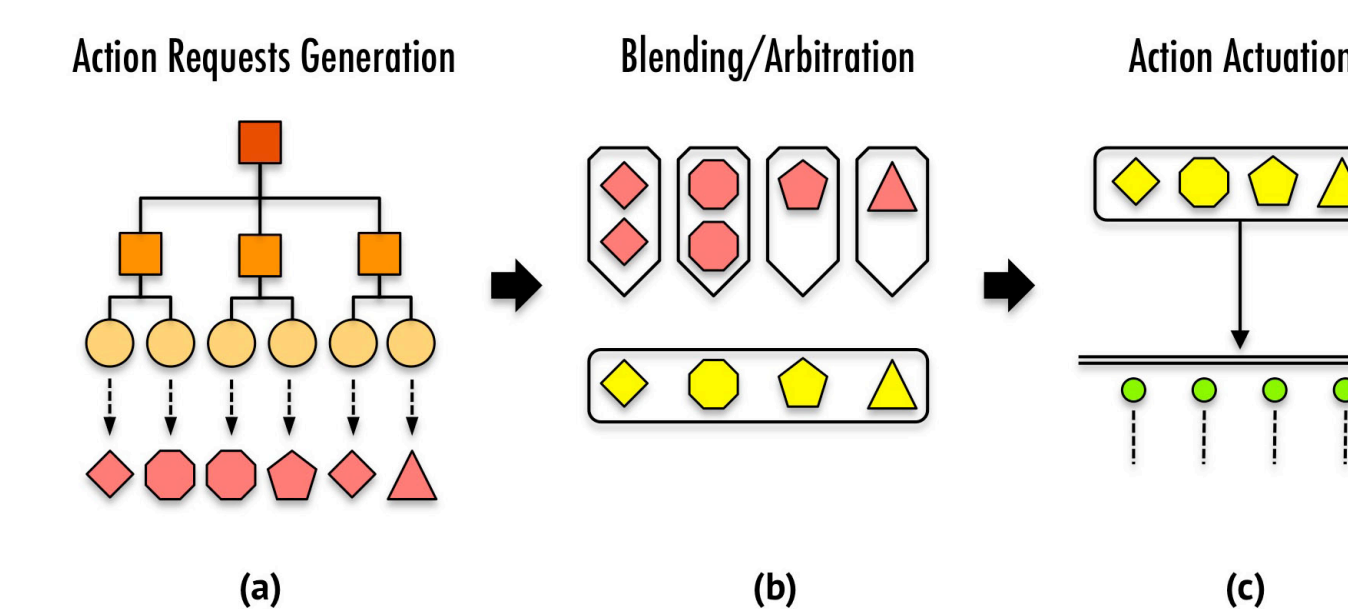 Action Requests Generation
Blending/Arbitration
Action Actuation
(a)
(b)
(c)